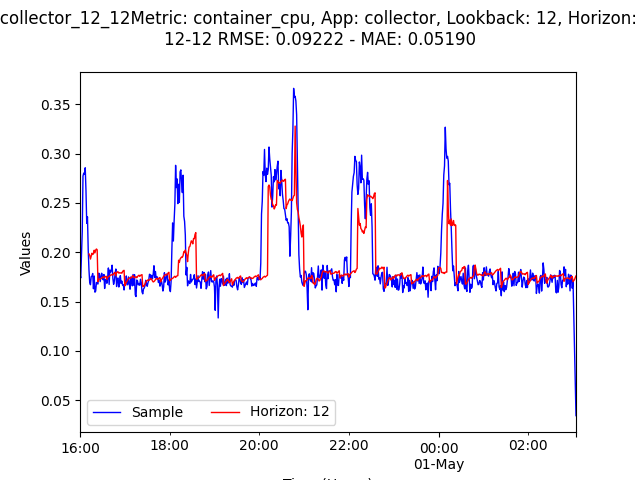 collector_12_12Metric: container_cpu, App: collector, Lookback: 12, Horizon:
12-12 RMSE: 0.09222 - MAE: 0.05190
0.35
0.30
0.25
0.20
0.15
0.10
0.05
Values
Sample
Horizon: 12
16:00
18:00
20:00
22:00
00:00
02:00
01-May